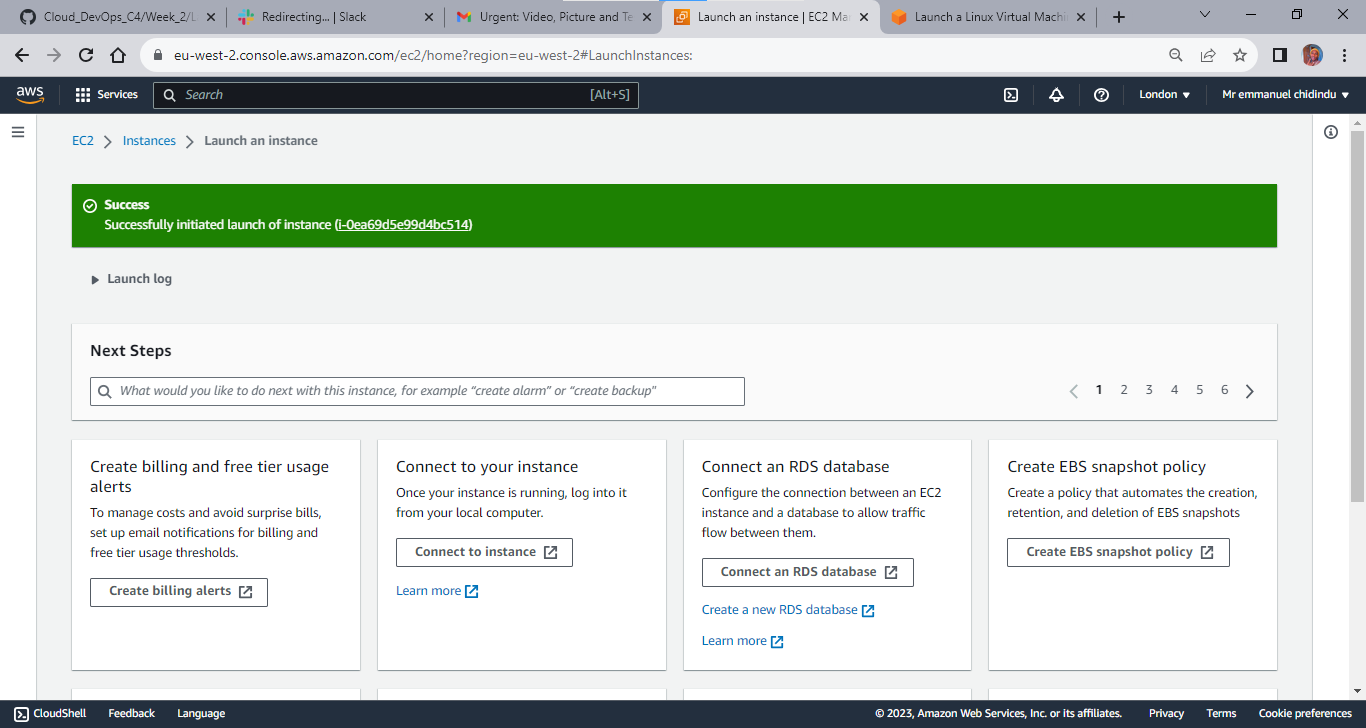 Cloud_DevOps_C4/Week_2/L
Redirecting... | Slack
Urgent: Video, Picture and Te
Launch an instance | EC2 Ma
Launch a Linux Virtual Machi
eu-west-2.console.aws.amazon.com/ec2/home?region=eu-west-2#LaunchInstances:
aws
Services
Search
[Alt+S]
London
Mr emmanuel chidindu
EC2
Instances
Launch an instance
Success
Successfully initiated launch of instance (i-0ea69d5e99d4bc514)
Launch log
Next Steps
What would you like to do next with this instance, for example “create alarm” or “create backup”
1 2 3 4 5 6
Create billing and free tier usage
alerts
To manage costs and avoid surprise bills,
set up email notifications for billing and
free tier usage thresholds.
Create billing alerts
Connect to your instance
Once your instance is running, log into it
from your local computer.
Connect to instance
Learn more
Connect an RDS database
Configure the connection between an EC2
instance and a database to allow traffic
flow between them.
Connect an RDS database
Create a new RDS database
Learn more
Create EBS snapshot policy
Create a policy that automates the creation,
retention, and deletion of EBS snapshots
Create EBS snapshot policy
CloudShell
Feedback
Language
© 2023, Amazon Web Services, Inc. or its affiliates.
Privacy
Terms
Cookie preferences